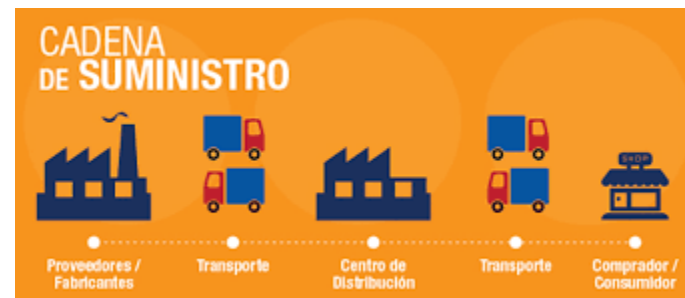 CADENA
DE SUMINISTRO
SHOP
Proveedores /
Fabricantes
Transporte
Centro de
Distribución
Transporte
Comprador /
Consumidor